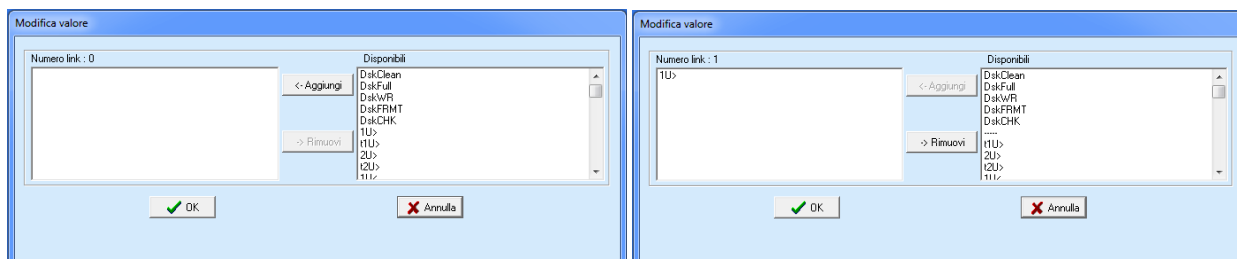 Modifica valore
Numero link : 0
Disponibili
<- Aggiungi
-> Rimuovi
DskClean
DskFull
DskWR
DskFRMT
DskCHK
1U>
t1U>
2U>
t2U>
1U<
OK
Annulla
Modifica valore
Numero link : 1
Disponibili
1U>
<- Aggiungi
-> Rimuovi
DskClean
DskFull
DskWR
DskFRMT
DskCHK
-----
t1U>
2U>
t2U>
1U<
OK
Annulla